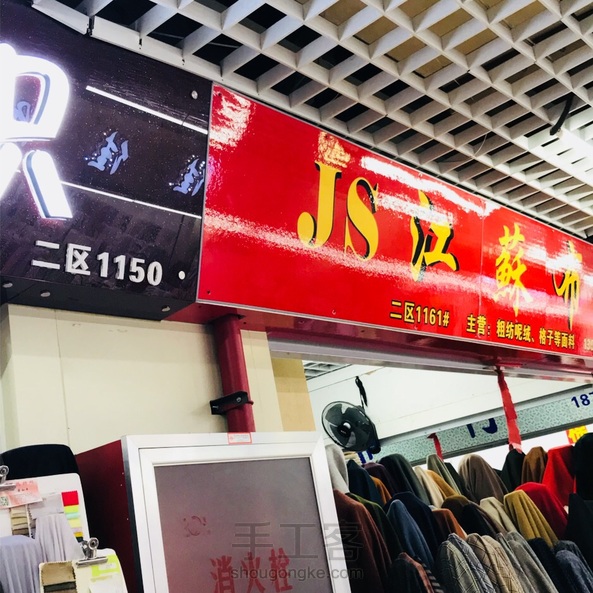 二区1150
JS 江蘇布
二区1161#
主营：粗纺呢绒、格子等面料
187
消火栓
手工客
shougongke.com